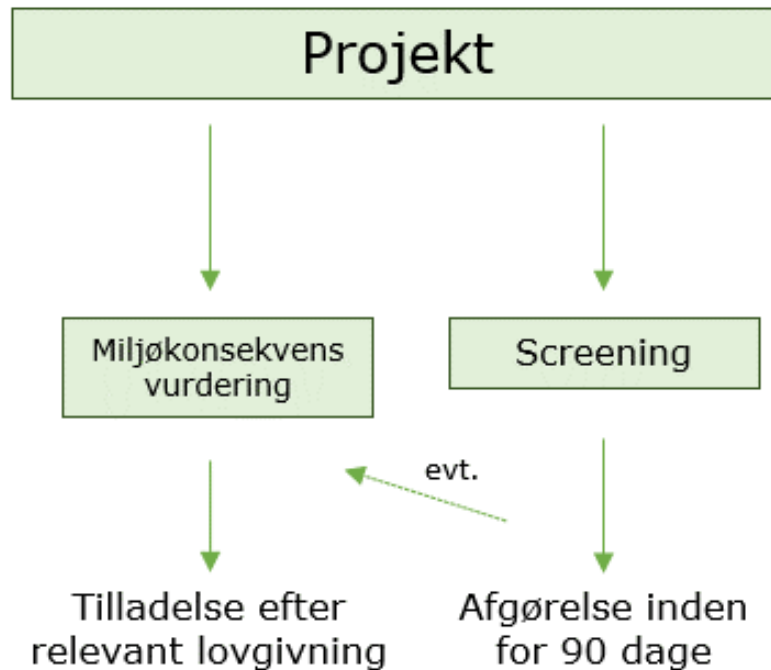 Projekt
Miljøkonsekvens
vurdering
Screening
evt.
Tilladelse efter
relevant lovgivning
Afgørelse inden
for 90 dage